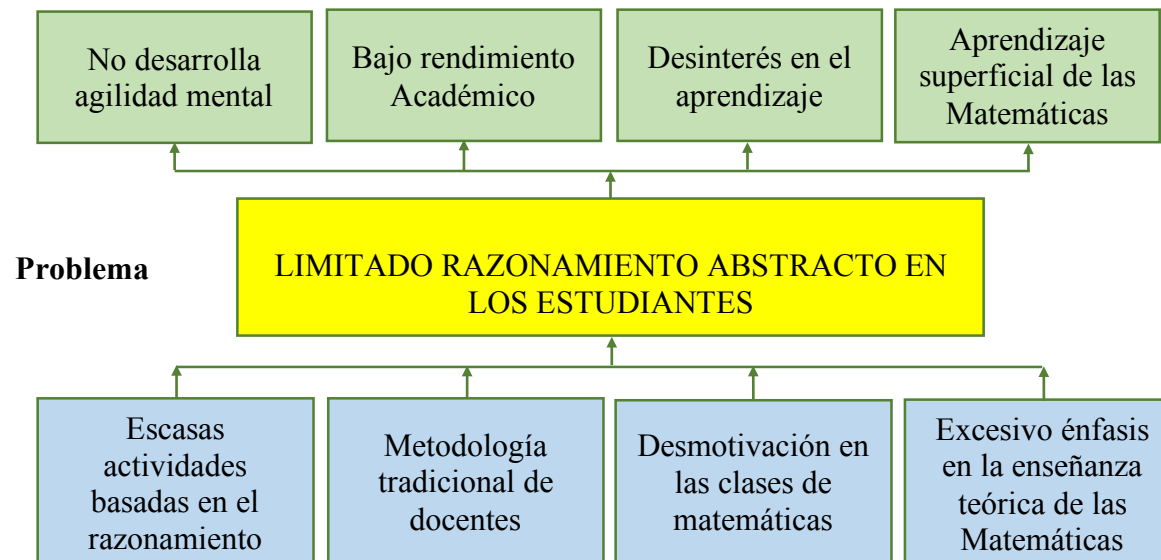 No desarrolla
agilidad mental
Bajo rendimiento
Académico
Desinterés en el
aprendizaje
Aprendizaje
superficial de las
Matemáticas
Problema
LIMITADO RAZONAMIENTO ABSTRACTO EN
LOS ESTUDIANTES
Escasas
actividades
basadas en el
razonamiento
Metodología
tradicional de
docentes
Desmotivación en
las clases de
matemáticas
Excesivo énfasis
en la enseñanza
teórica de las
Matemáticas